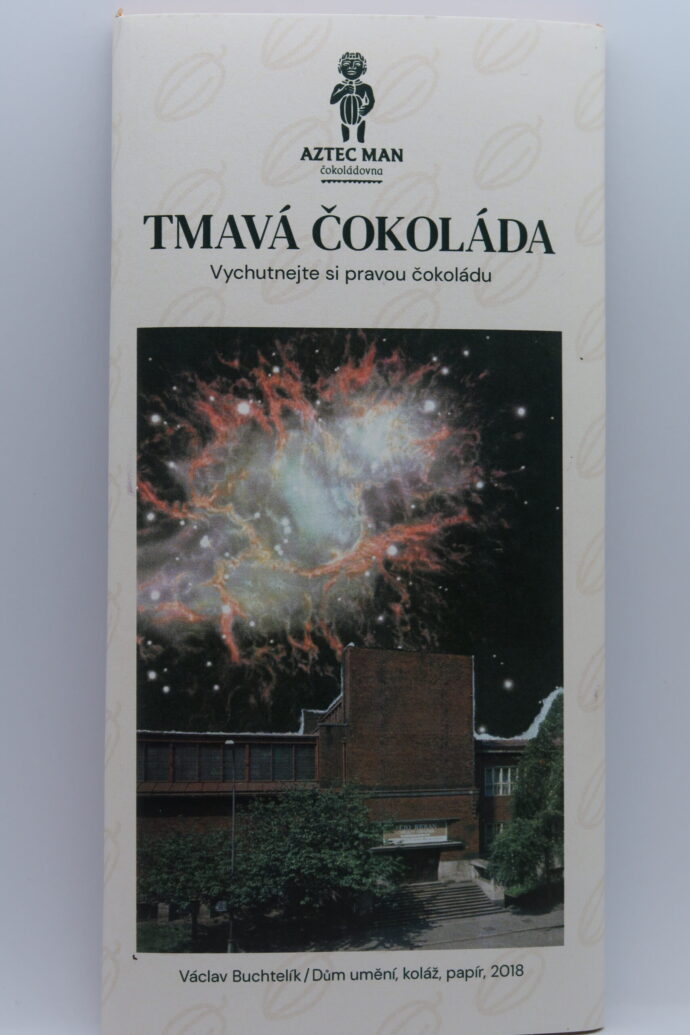 AZTEC MAN
čokoládovna
TMAVÁ ČOKOLÁDA
Vychutnejte si pravou čokoládu
Václav Buchtelík / Dům umění, koláž, papír, 2018